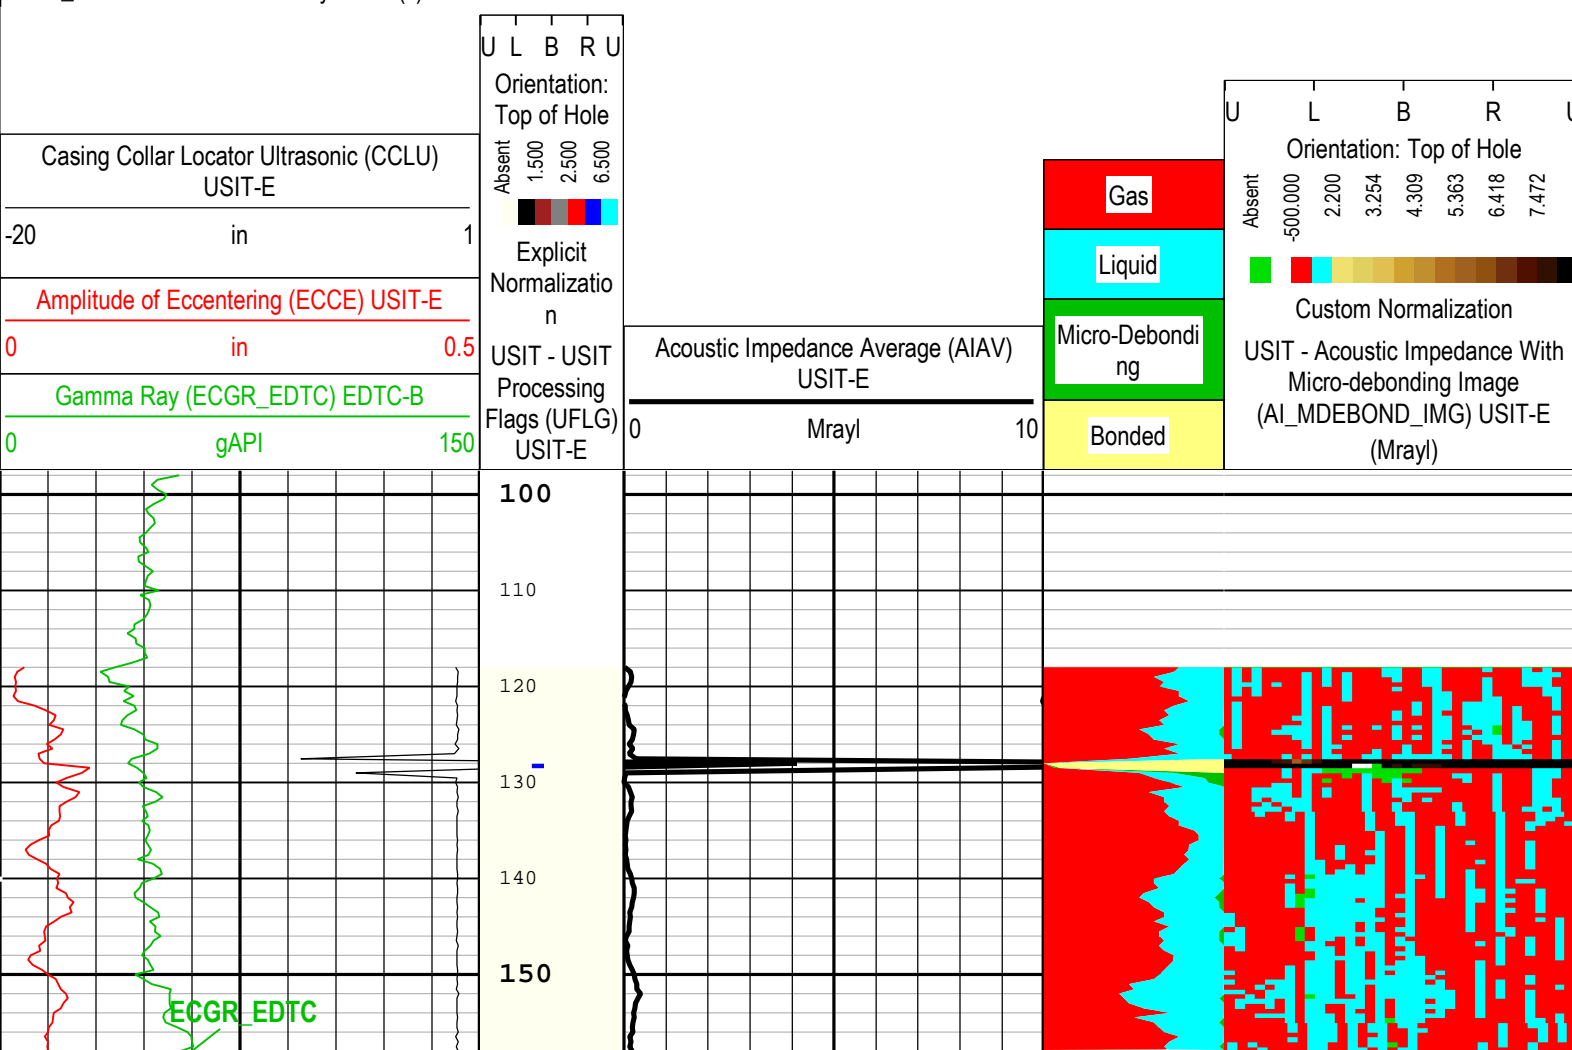 U L B R U
Orientation:
Top of Hole
Absent
1.500
2.500
6.500
Explicit
Normalizatio
n
USIT - USIT
Processing
Flags (UFLG)
USIT-E
Casing Collar Locator Ultrasonic (CCLU)
USIT-E
-20 in 1
Amplitude of Eccentering (ECCE) USIT-E
0 in 0.5
Gamma Ray (ECGR_EDTC) EDTC-B
0 gAPI 150
Acoustic Impedance Average (AIAV)
USIT-E
0 Mrayl 10
Gas
Liquid
Micro-Debondi
ng
Bonded
U L B R U
Orientation: Top of Hole
Absent
-500.000
2.200
3.254
4.309
5.363
6.418
7.472
Custom Normalization
USIT - Acoustic Impedance With
Micro-debonding Image
(AI_MDEBOND_IMG) USIT-E
(Mrayl)
100
110
120
130
140
150
ECGR_EDTC